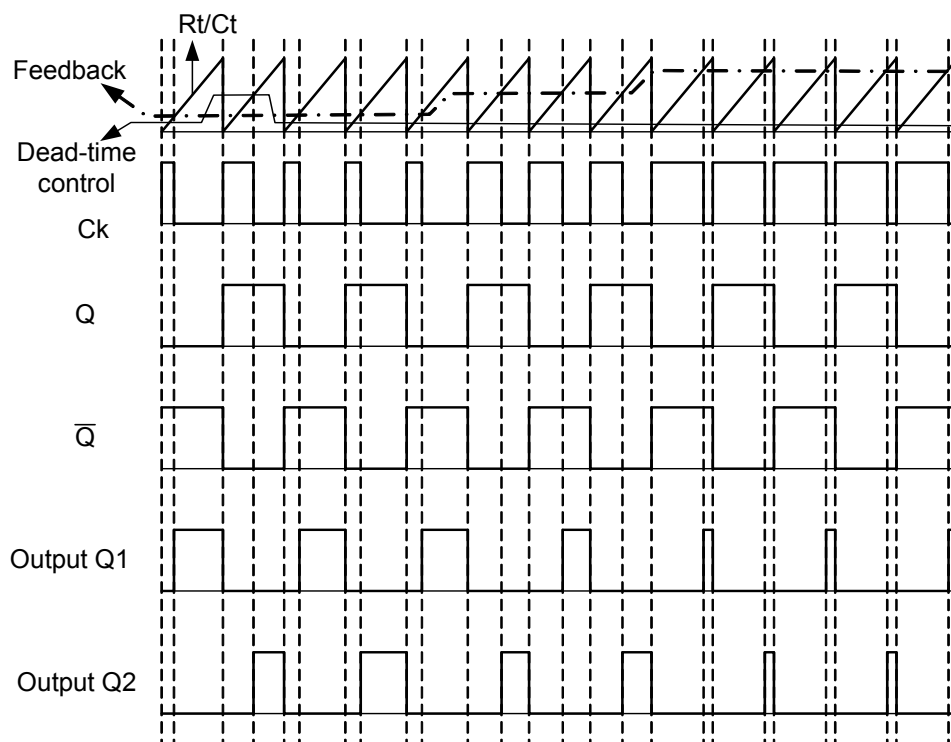 Rt/Ct
Feedback
Dead-time
control
Ck
Q
Q̅
Output Q1
Output Q2